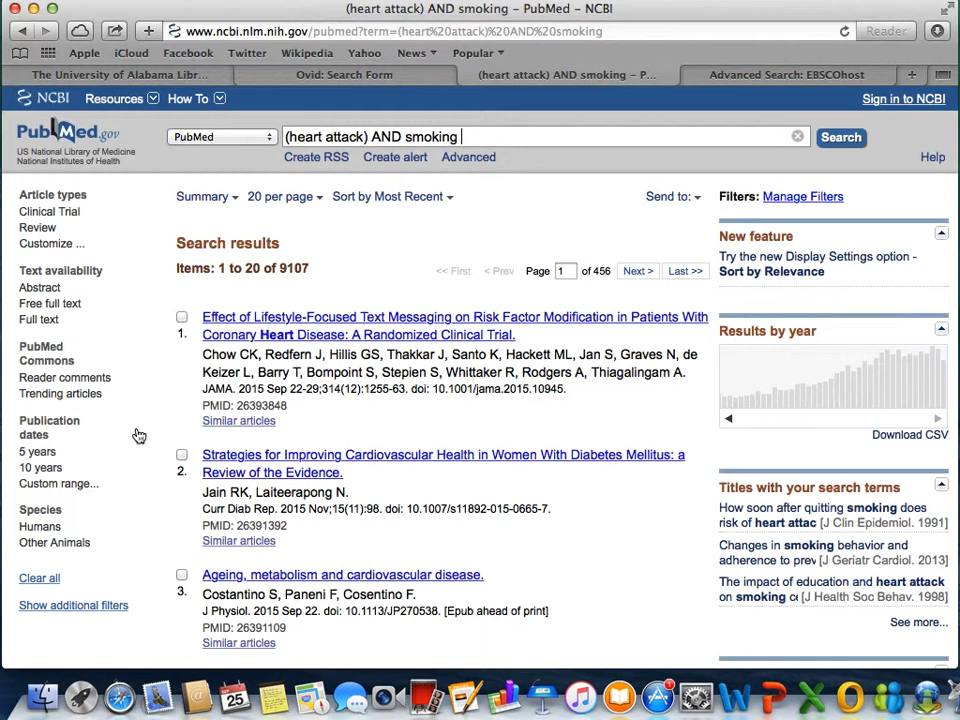 (heart attack) AND smoking – PubMed – NCBI
www.ncbi.nlm.nih.gov/pubmed?term=(heart%20attack)%20AND%20smoking
Reader
Apple iCloud Facebook Twitter Wikipedia Yahoo News Popular
The University of Alabama Libr...
Ovid: Search Form
(heart attack) AND smoking – P...
Advanced Search: EBSCOhost
NCBI Resources How To
Sign in to NCBI
PubMed.gov
US National Library of Medicine
National Institutes of Health
PubMed
(heart attack) AND smoking
Search
Create RSS Create alert Advanced
Help
Article types
Clinical Trial
Review
Customize ...
Text availability
Abstract
Free full text
Full text
PubMed
Commons
Reader comments
Trending articles
Publication
dates
5 years
10 years
Custom range...
Species
Humans
Other Animals
Clear all
Show additional filters
Summary 20 per page Sort by Most Recent
Send to:
Search results
Items: 1 to 20 of 9107
<< First < Prev Page 1 of 456 Next > Last >>
Effect of Lifestyle-Focused Text Messaging on Risk Factor Modification in Patients With
1. Coronary Heart Disease: A Randomized Clinical Trial.
Chow CK, Redfern J, Hillis GS, Thakkar J, Santo K, Hackett ML, Jan S, Graves N, de
Keizer L, Barry T, Bompoint S, Stepien S, Whittaker R, Rodgers A, Thiagalingam A.
JAMA. 2015 Sep 22-29;314(12):1255-63. doi: 10.1001/jama.2015.10945.
PMID: 26393848
Similar articles
Strategies for Improving Cardiovascular Health in Women With Diabetes Mellitus: a
2. Review of the Evidence.
Jain RK, Laiteerapong N.
Curr Diab Rep. 2015 Nov;15(11):98. doi: 10.1007/s11892-015-0665-7.
PMID: 26391392
Similar articles
Ageing, metabolism and cardiovascular disease.
3. Costantino S, Paneni F, Cosentino F.
J Physiol. 2015 Sep 22. doi: 10.1113/JP270538. [Epub ahead of print]
PMID: 26391109
Similar articles
Filters: Manage Filters
New feature
Try the new Display Settings option -
Sort by Relevance
Results by year
Download CSV
Titles with your search terms
How soon after quitting smoking does
risk of heart attac [J Clin Epidemiol. 1991]
Changes in smoking behavior and
adherence to prev [J Geriatr Cardiol. 2013]
The impact of education and heart attack
on smoking ce [J Health Soc Behav. 1998]
See more...
25